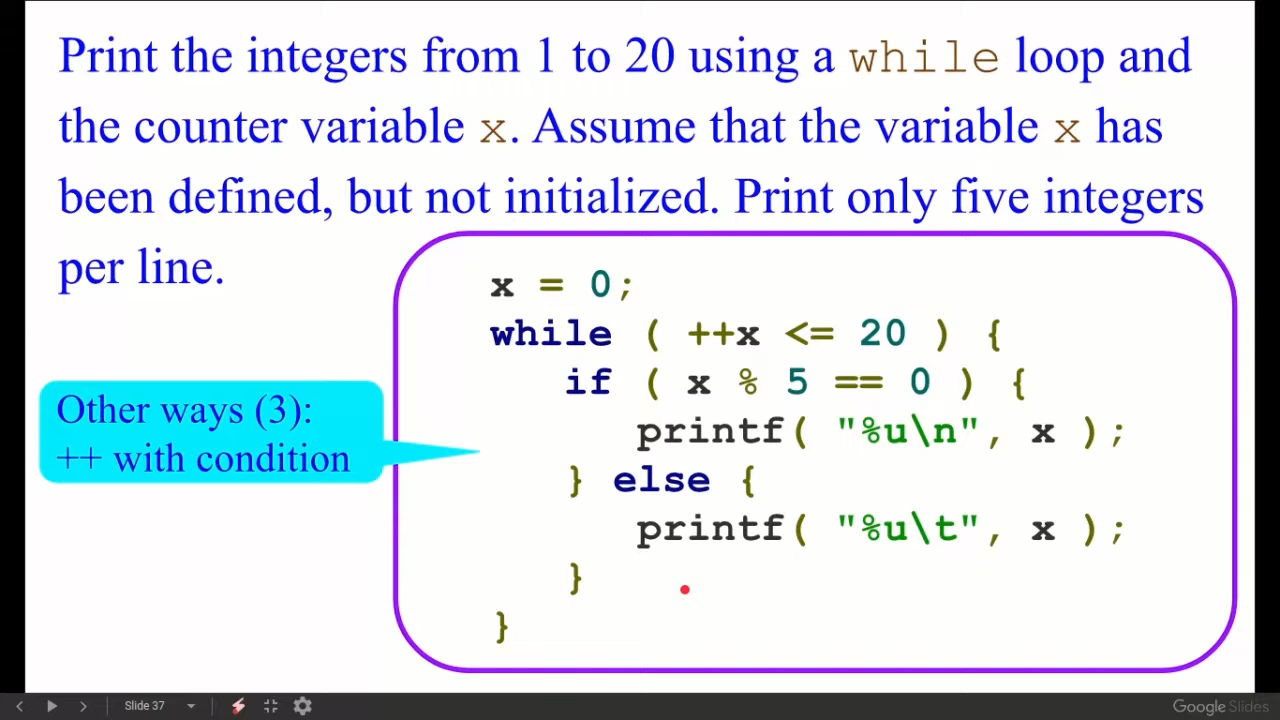 Print the integers from 1 to 20 using a while loop and
the counter variable x. Assume that the variable x has
been defined, but not initialized. Print only five integers
per line.
x = 0;
while ( ++x <= 20 ) {
if ( x % 5 == 0 ) {
printf( "%u\n", x );
} else {
printf( "%u\t", x );
}
}
Other ways (3):
++ with condition
Slide 37
Google Slides